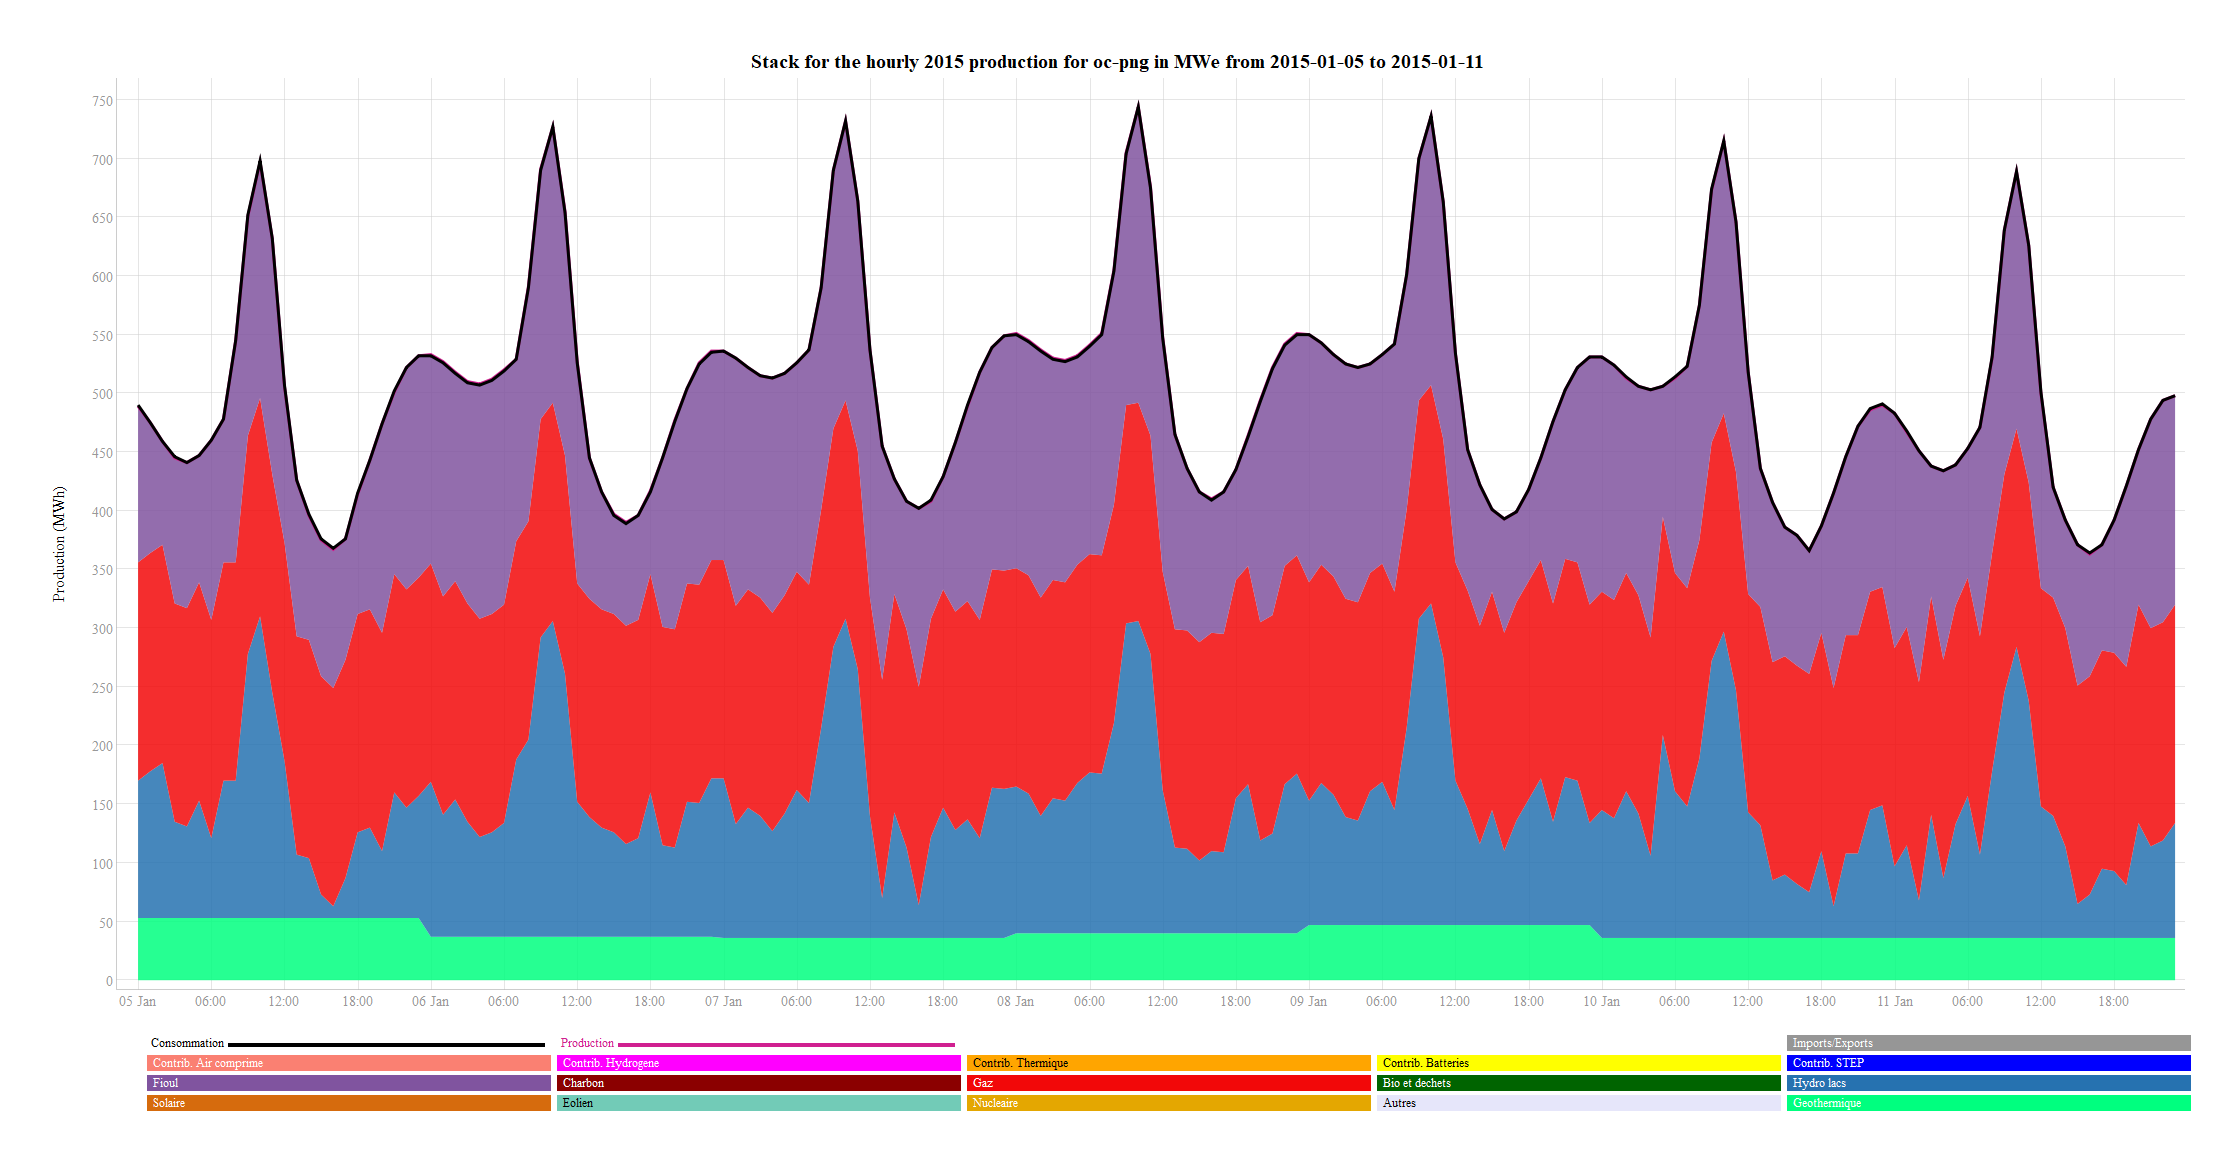 Stack for the hourly 2015 production for oc-png in MWe from 2015-01-05 to 2015-01-11
Production (MWh)
750
700
650
600
550
500
450
400
350
300
250
200
150
100
50
0
05 Jan 06:00 12:00 18:00 06 Jan 06:00 12:00 18:00 07 Jan 06:00 12:00 18:00 08 Jan 06:00 12:00 18:00 09 Jan 06:00 12:00 18:00 10 Jan 06:00 12:00 18:00 11 Jan 06:00 12:00 18:00
Consommation Production Imports/Exports
Contrib. Air comprime Contrib. Hydrogene Contrib. Thermique Contrib. Batteries Contrib. STEP
Fioul Charbon Gaz Bio et dechets Hydro lacs
Solaire Eolien Nucleaire Autres Geothermique